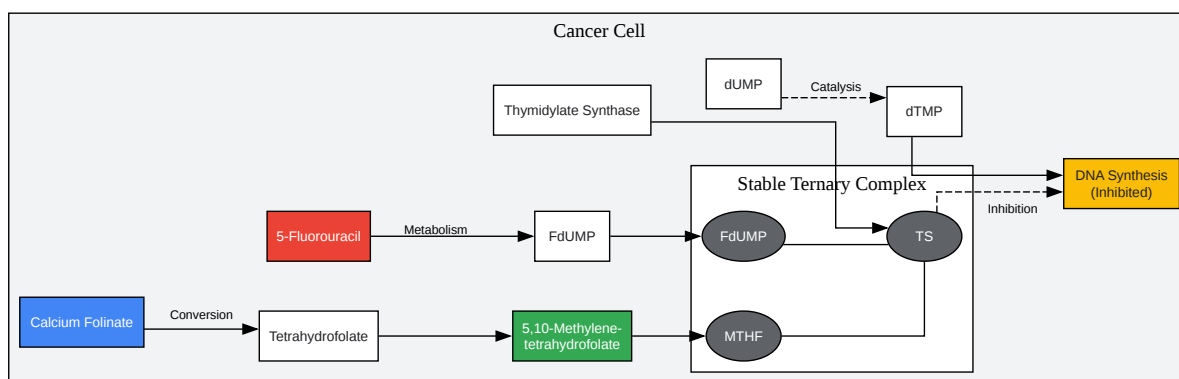 Cancer Cell
dUMP
Catalysis
dTMP
Thymidylate Synthase
Stable Ternary Complex
DNA Synthesis
(Inhibited)
Inhibition
5-Fluorouracil
Metabolism
FdUMP
FdUMP
TS
Calcium Folinate
Conversion
Tetrahydrofolate
5,10-Methylene-
tetrahydrofolate
MTHF